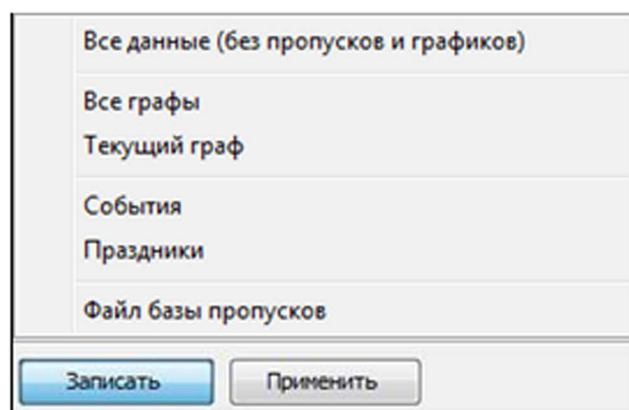 Все данные (без пропусков и графиков)
Все графы
Текущий граф
События
Праздники
Файл базы пропусков
Записать
Применить